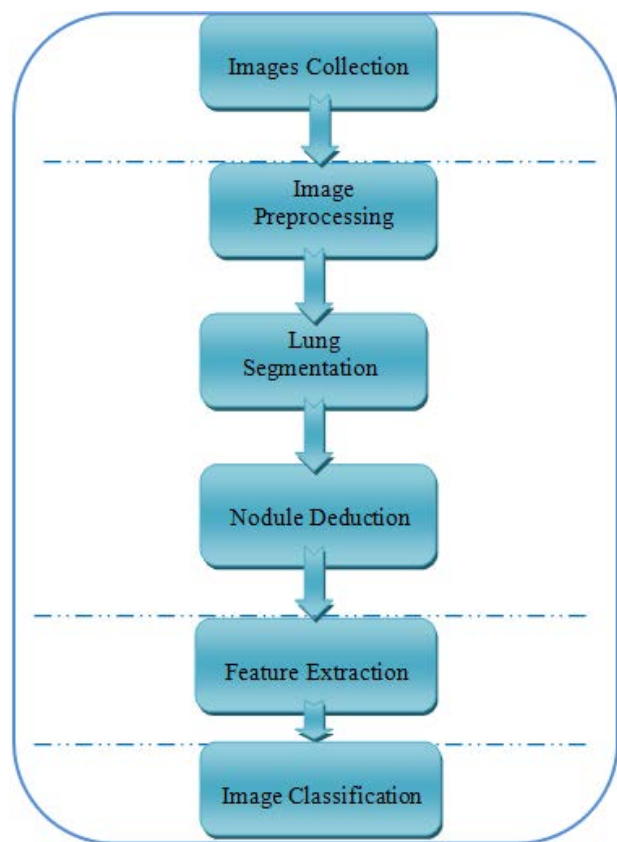 Images Collection
Image
Preprocessing
Lung
Segmentation
Nodule Deduction
Feature Extraction
Image Classification